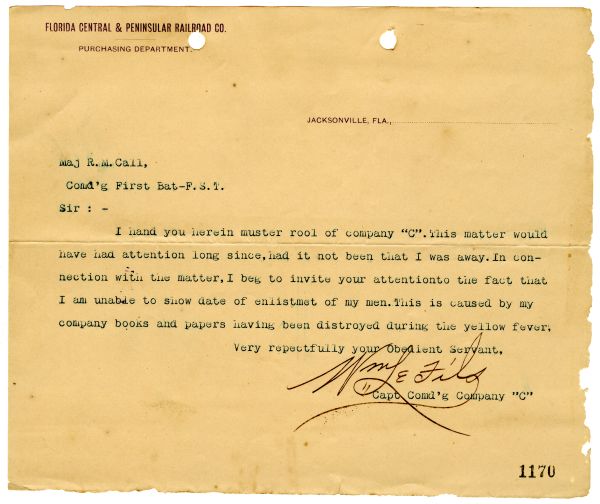 FLORIDA CENTRAL & PENINSULAR RAILROAD CO.
PURCHASING DEPARTMENT.
JACKSONVILLE, FLA.,
Maj R.M.Call,
Comd'g First Bat-F.S.T.
Sir : -
I hand you herein muster rool of company "C".This matter would
have had attention long since,had it not been that I was away.In con-
nection with the matter,I beg to invite your attentionto the fact that
I am unable to show date of enlistmet of my men.This is caused by my
company books and papers having been distroyed during the yellow fever.
Very repectfully your Obedient Servant,
Wm LeFils
Capt Comd'g Company "C"
1170